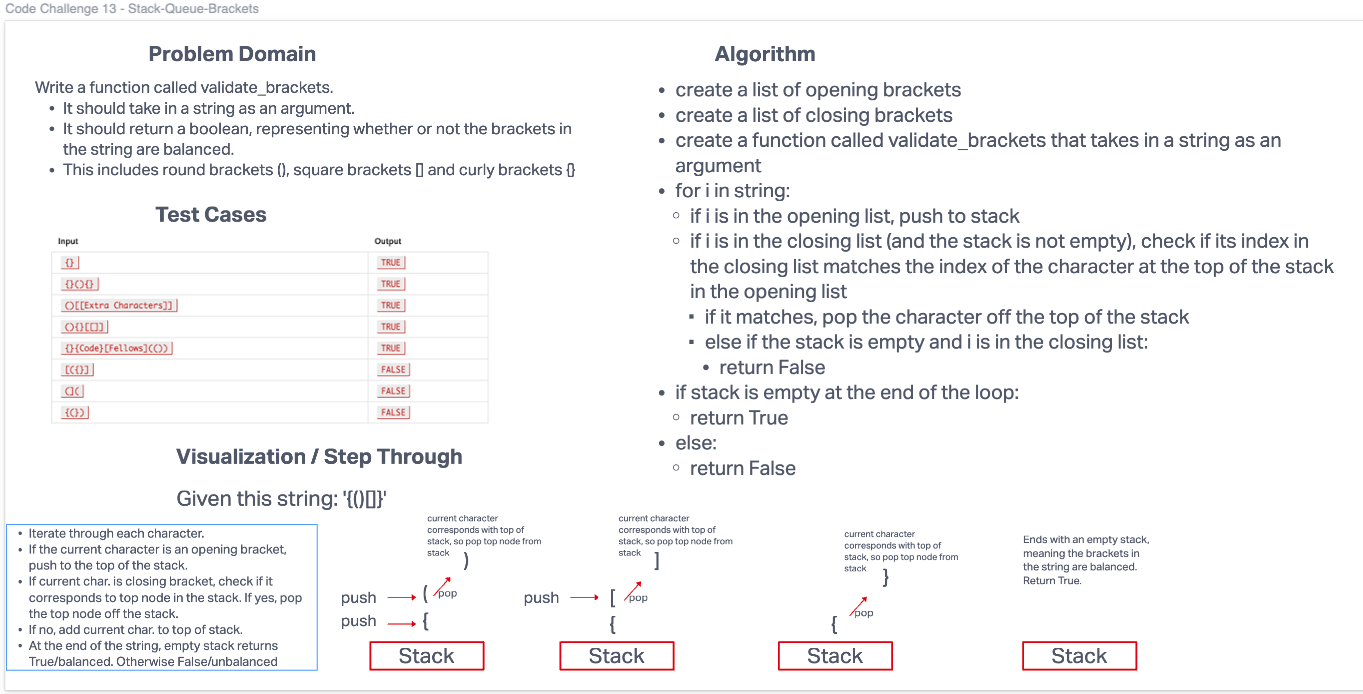 Code Challenge 13 - Stack-Queue-Brackets
Problem Domain
Write a function called validate_brackets.
• It should take in a string as an argument.
• It should return a boolean, representing whether or not the brackets in
the string are balanced.
• This includes round brackets (), square brackets [] and curly brackets {}
Test Cases
Input Output
{} TRUE
{}(){} TRUE
()[[Extra Characters]] TRUE
(){}[[]] TRUE
{}{Code}[Fellows](()) TRUE
[({}] FALSE
(]( FALSE
{(}) FALSE
Algorithm
• create a list of opening brackets
• create a list of closing brackets
• create a function called validate_brackets that takes in a string as an
argument
• for i in string:
◦ if i is in the opening list, push to stack
◦ if i is in the closing list (and the stack is not empty), check if its index in
the closing list matches the index of the character at the top of the stack
in the opening list
▪ if it matches, pop the character off the top of the stack
▪ else if the stack is empty and i is in the closing list:
• return False
• if stack is empty at the end of the loop:
◦ return True
• else:
◦ return False
Visualization / Step Through
Given this string: '{()[]}'
• Iterate through each character.
• If the current character is an opening bracket,
push to the top of the stack.
• If current char. is closing bracket, check if it
corresponds to top node in the stack. If yes, pop
the top node off the stack.
• If no, add current char. to top of stack.
• At the end of the string, empty stack returns
True/balanced. Otherwise False/unbalanced
current character
corresponds with top of
stack, so pop top node from
stack
)
push ( pop
push {
Stack
current character
corresponds with top of
stack, so pop top node from
stack
]
push [ pop
{
Stack
current character
corresponds with top of
stack, so pop top node from
stack
}
pop
{
Stack
Ends with an empty stack,
meaning the brackets in
the string are balanced.
Return True.
Stack